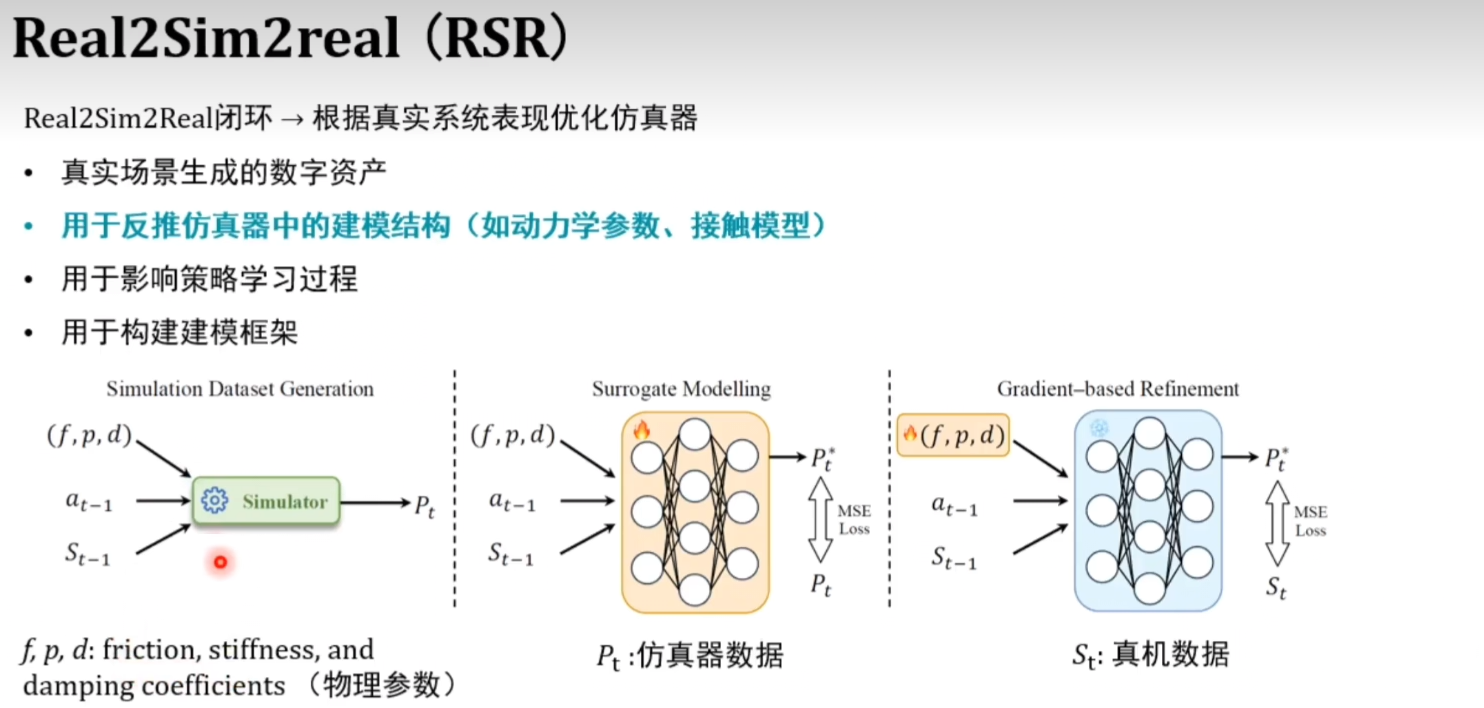 Real2Sim2real（RSR）
Real2Sim2Real闭环 → 根据真实系统表现优化仿真器
• 真实场景生成的数字资产
• 用于反推仿真器中的建模结构（如动力学参数、接触模型）
• 用于影响策略学习过程
• 用于构建建模框架
Simulation Dataset Generation
(f, p, d)
a_{t−1}
S_{t−1}
Simulator
P_t
Surrogate Modelling
(f, p, d)
a_{t−1}
S_{t−1}
P_t^*
MSE
Loss
P_t
Gradient–based Refinement
(f, p, d)
a_{t−1}
S_{t−1}
P_t^*
MSE
Loss
S_t
f, p, d: friction, stiffness, and
damping coefficients （物理参数）
P_t :仿真器数据
S_t: 真机数据